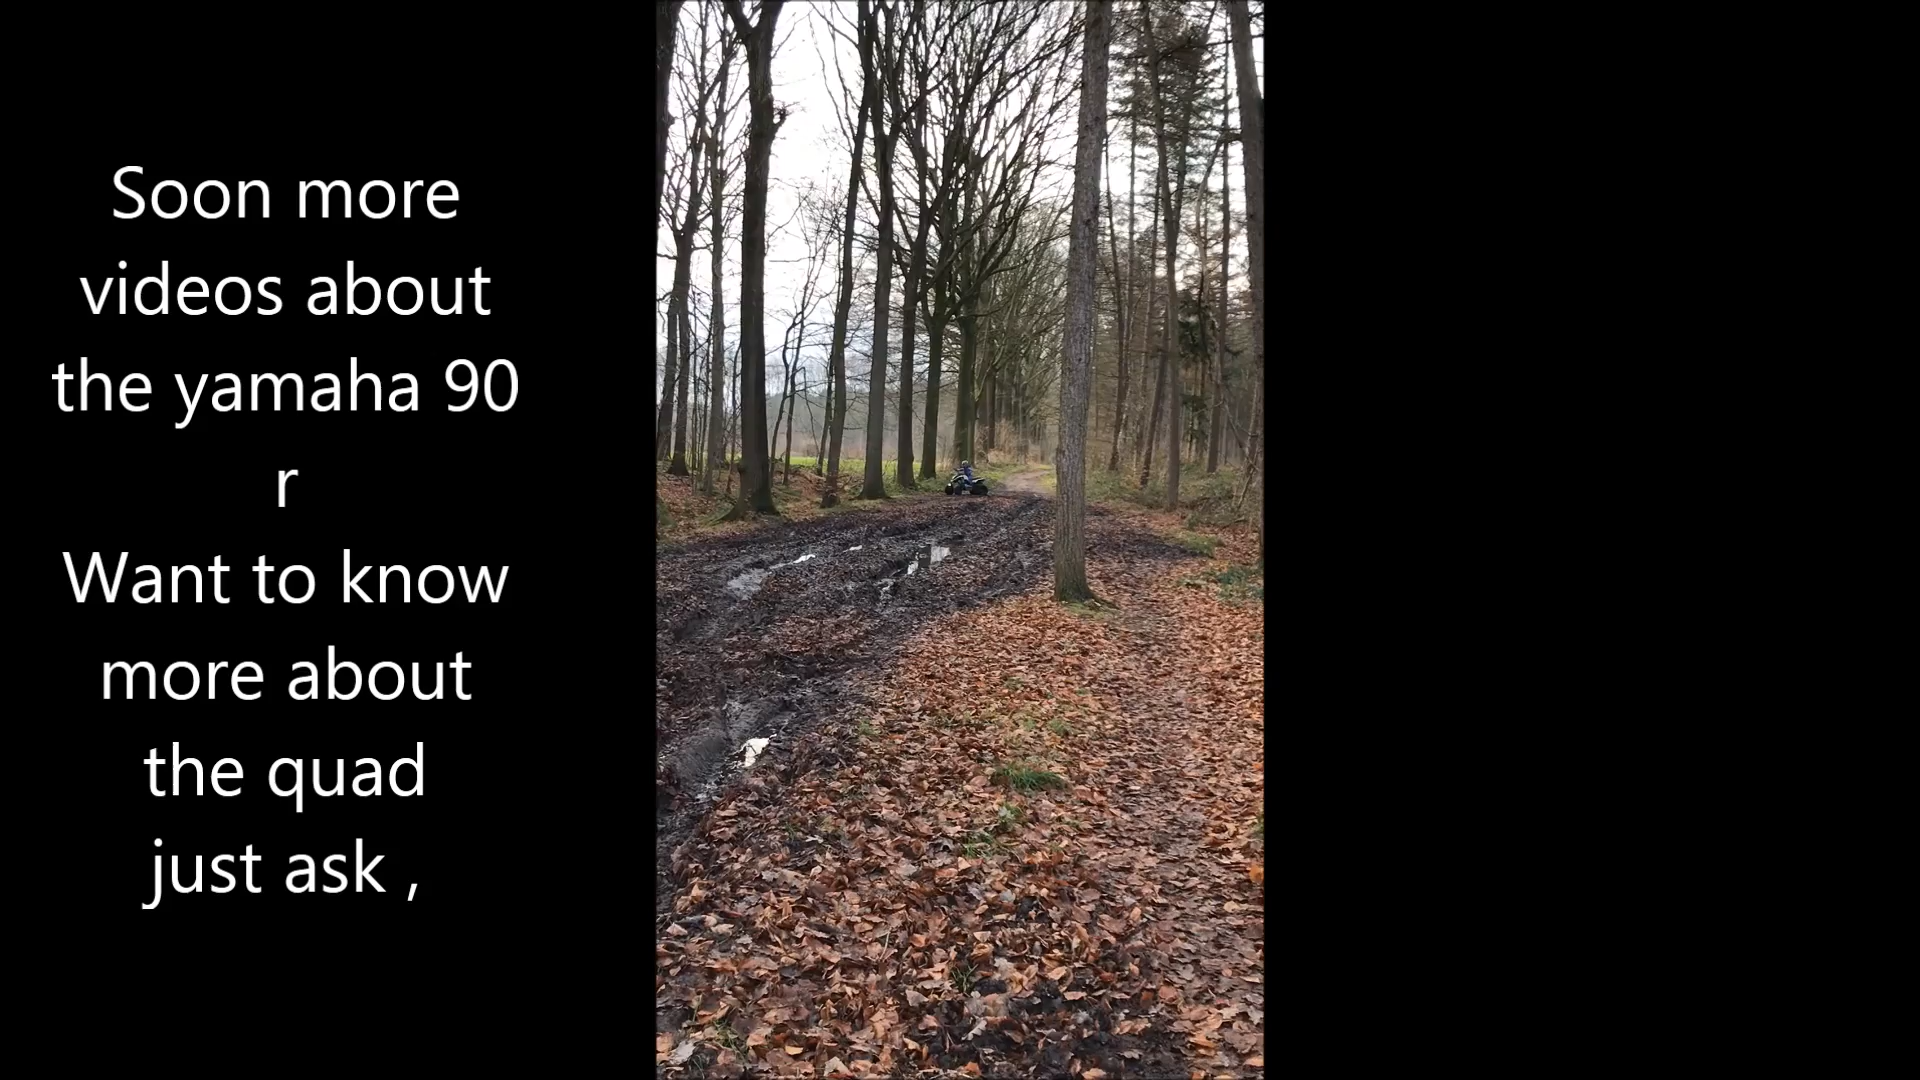 Soon more
videos about
the yamaha 90
r
Want to know
more about
the quad
just ask ,